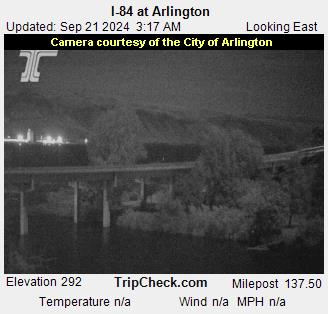 I-84 at Arlington
Updated: Sep 21 2024 3:17 AM Looking East
Camera courtesy of the City of Arlington
Elevation 292 TripCheck.com Milepost 137.50
Temperature n/a Wind n/a MPH n/a